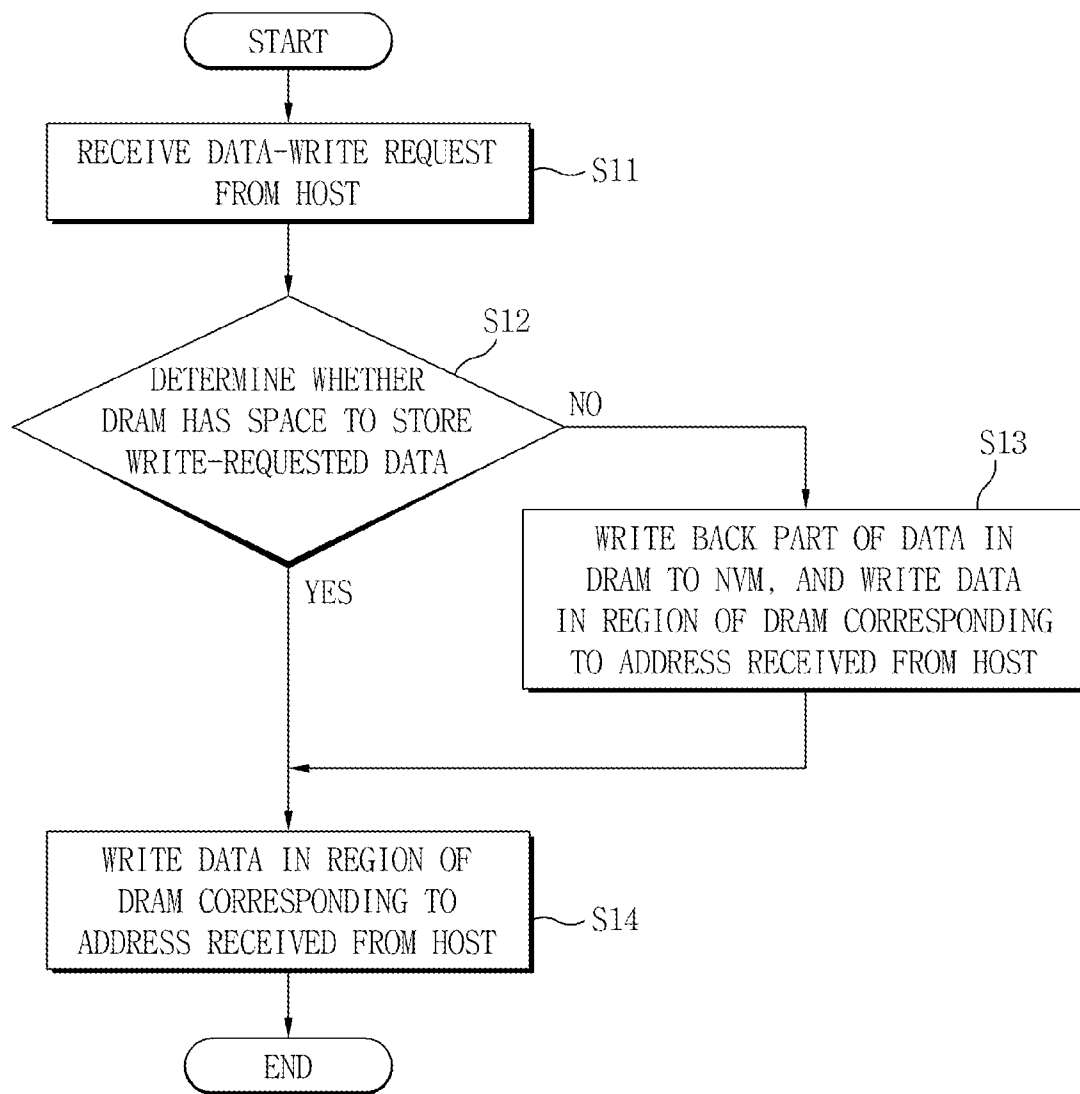 START
RECEIVE DATA-WRITE REQUEST
FROM HOST
S11
S12
DETERMINE WHETHER
DRAM HAS SPACE TO STORE
WRITE-REQUESTED DATA
NO
YES
S13
WRITE BACK PART OF DATA IN
DRAM TO NVM, AND WRITE DATA
IN REGION OF DRAM CORRESPONDING
TO ADDRESS RECEIVED FROM HOST
WRITE DATA IN REGION OF
DRAM CORRESPONDING TO
ADDRESS RECEIVED FROM HOST
S14
END